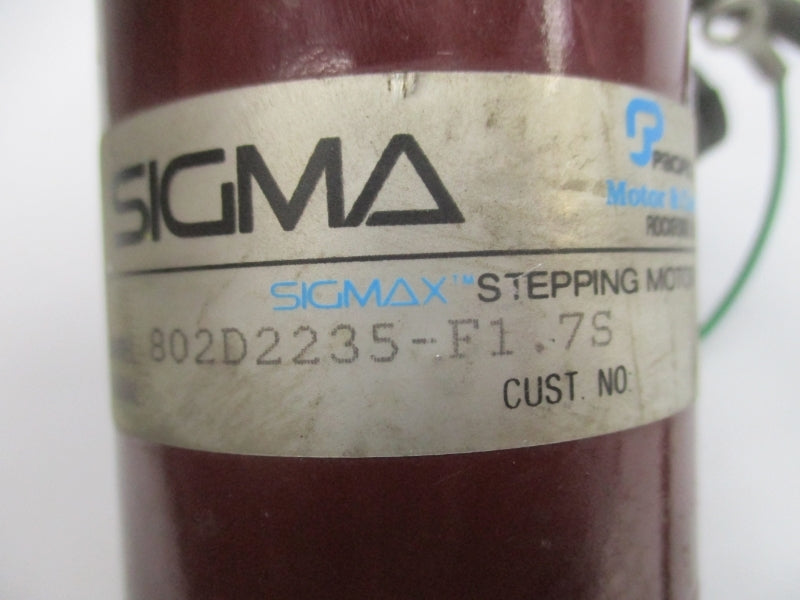 SIGMA
Motor &
SIGMAX™ STEPPING MOTOR
802D2235-F1.7S
CUST. NO.